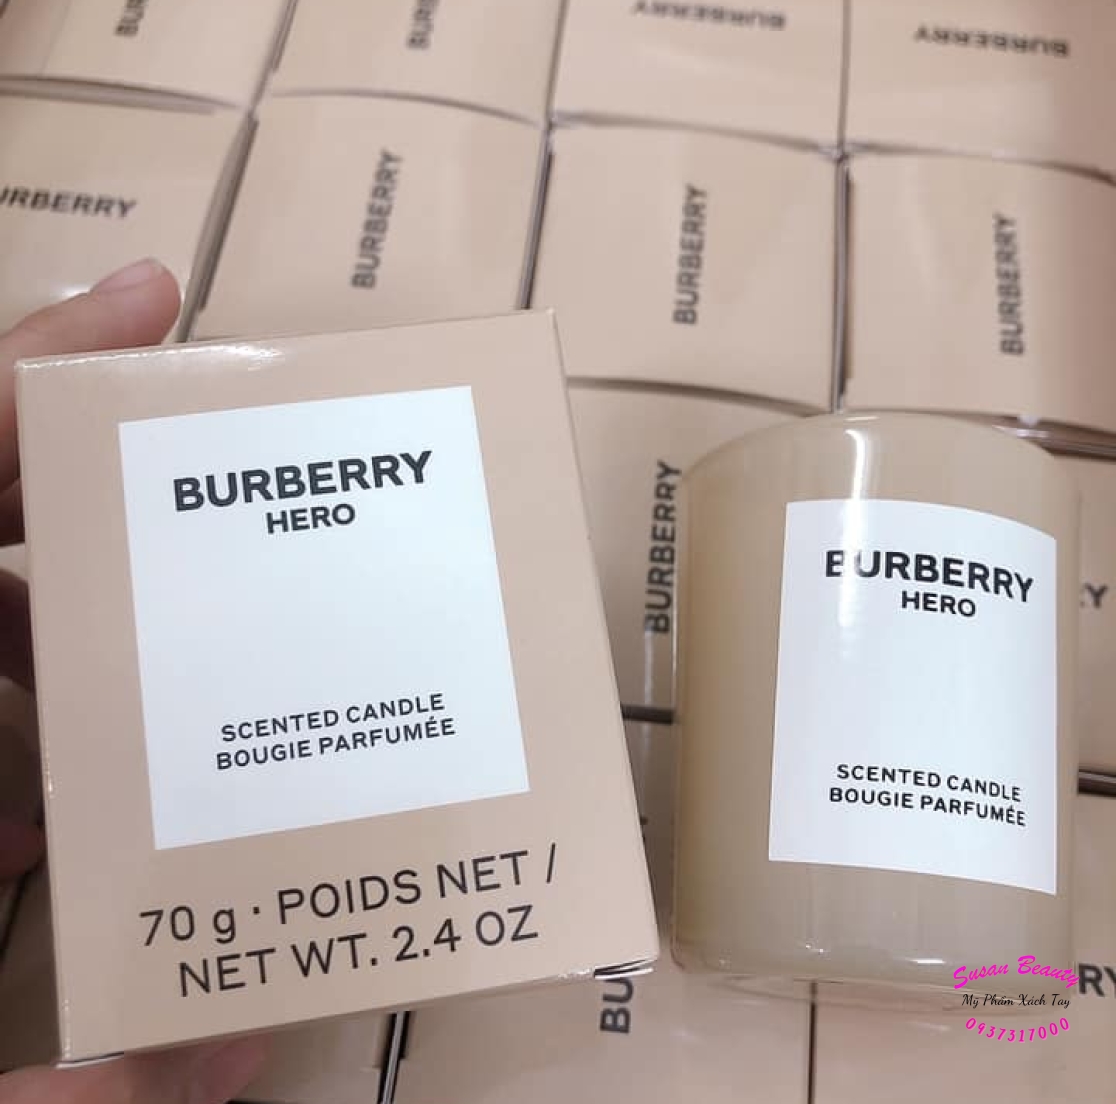 BURBERRY
BURBERRY
BURBERRY
BURBERRY
BURBERRY
BURBERRY
BURBERRY
HERO
SCENTED CANDLE
BOUGIE PARFUMÉE
70 g · POIDS NET /
NET WT. 2.4 OZ
BURBERRY
HERO
SCENTED CANDLE
BOUGIE PARFUMÉE
Susan Beauty
Mỹ Phẩm Xách Tay
0937317000